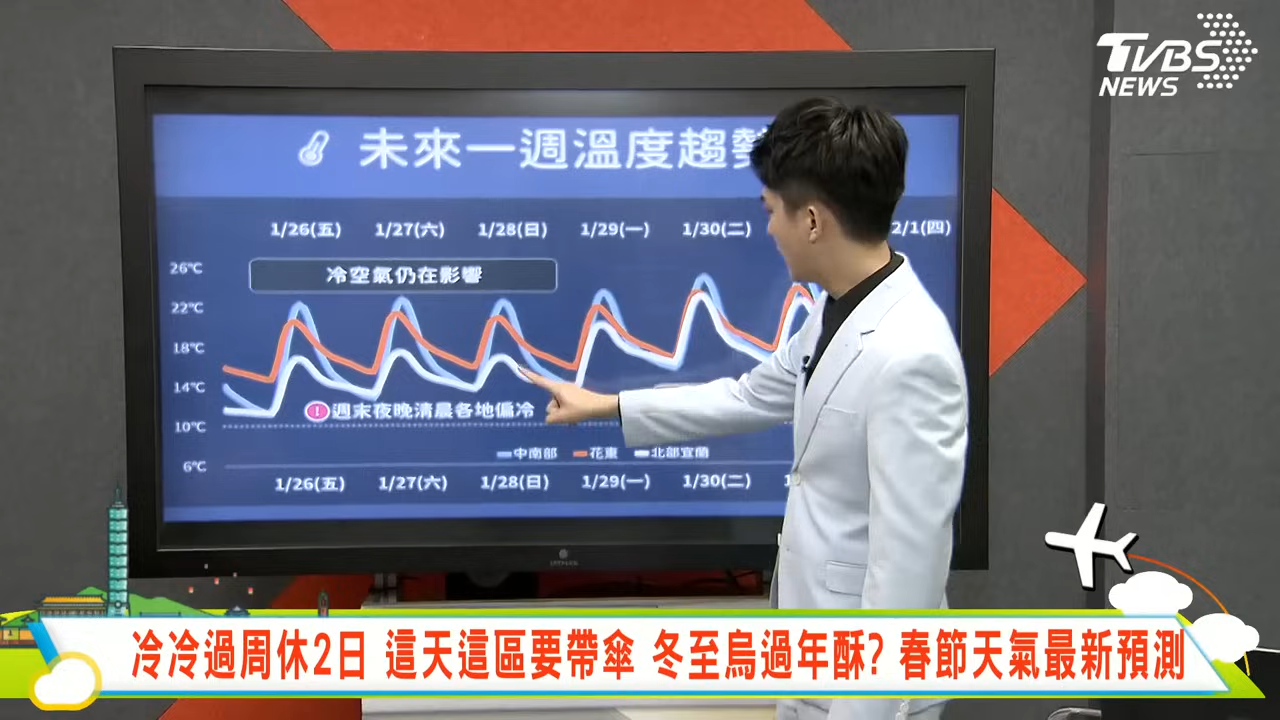 TVBS
NEWS
未來一週溫度趨勢
1/26(五) 1/27(六) 1/28(日) 1/29(一) 1/30(二) 2/1(四)
26℃
冷空氣仍在影響
22℃
18℃
14℃
! 週末夜晚清晨各地偏冷
10℃
中南部 花東 北部宜蘭
6℃
1/26(五) 1/27(六) 1/28(日) 1/29(一) 1/30(二)
冷冷過周休2日 這天這區要帶傘 冬至烏過年酥? 春節天氣最新預測